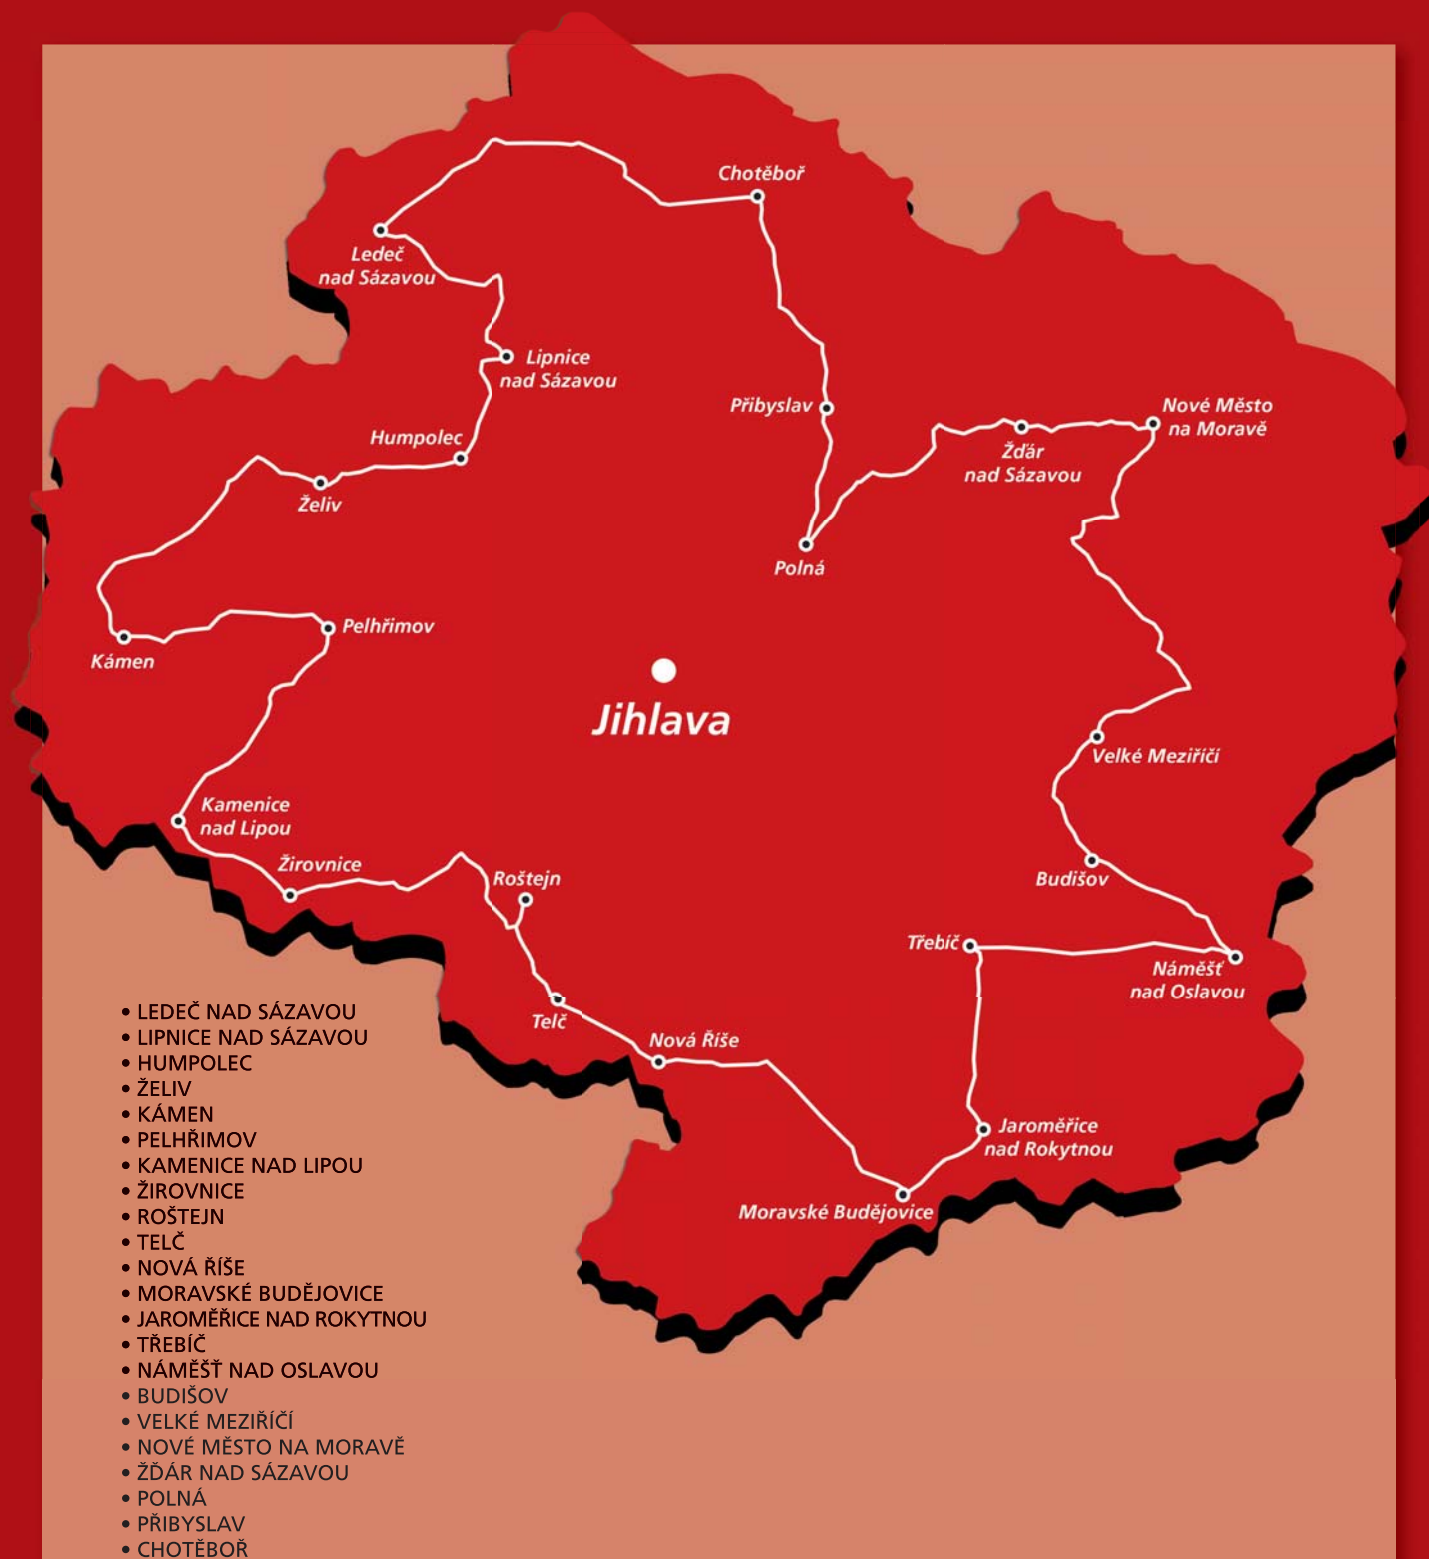 Chotěboř
Ledeč
nad Sázavou
Lipnice
nad Sázavou
Přibyslav
Nové Město
na Moravě
Humpolec
Žďár
nad Sázavou
Želiv
Polná
Pelhřimov
Kámen
Jihlava
Velké Meziříčí
Kamenice
nad Lipou
Žirovnice
Roštejn
Budišov
Třebíč
Náměšť
nad Oslavou
Telč
Nová Říše
Jaroměřice
nad Rokytnou
Moravské Budějovice
• LEDEČ NAD SÁZAVOU
• LIPNICE NAD SÁZAVOU
• HUMPOLEC
• ŽELIV
• KÁMEN
• PELHŘIMOV
• KAMENICE NAD LIPOU
• ŽIROVNICE
• ROŠTEJN
• TELČ
• NOVÁ ŘÍŠE
• MORAVSKÉ BUDĚJOVICE
• JAROMĚŘICE NAD ROKYTNOU
• TŘEBÍČ
• NÁMĚŠŤ NAD OSLAVOU
• BUDIŠOV
• VELKÉ MEZIŘÍČÍ
• NOVÉ MĚSTO NA MORAVĚ
• ŽĎÁR NAD SÁZAVOU
• POLNÁ
• PŘIBYSLAV
• CHOTĚBOŘ